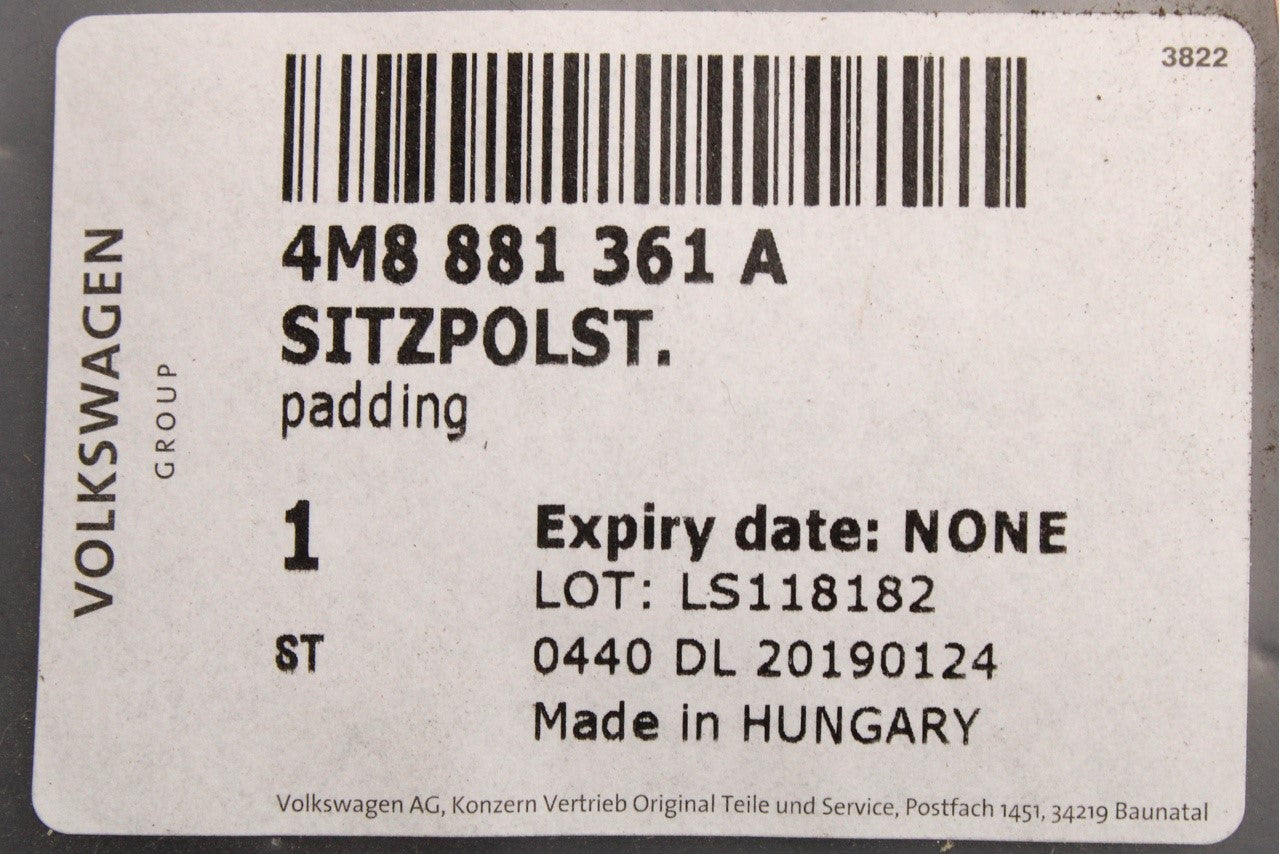 3822
4M8 881 361 A
SITZPOLST.
padding
VOLKSWAGEN
GROUP
1
Expiry date: NONE
LOT: LS118182
ST
0440 DL 20190124
Made in HUNGARY
Volkswagen AG, Konzern Vertrieb Original Teile und Service, Postfach 1451, 34219 Baunatal